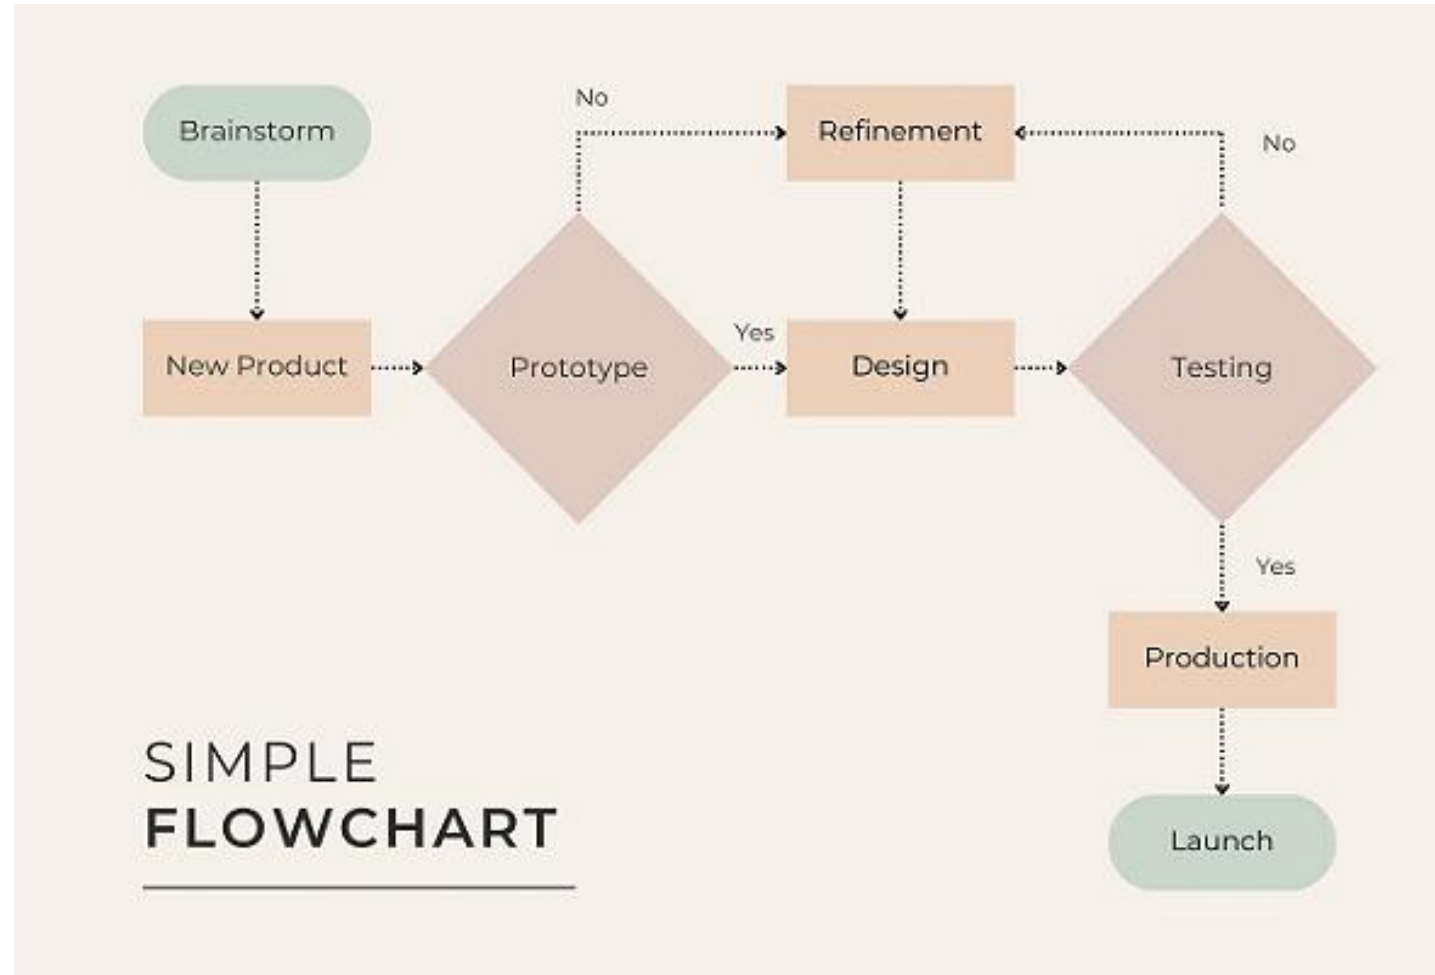 Brainstorm
No
Refinement
No
New Product
Prototype
Yes
Design
Testing
Yes
Production
Launch
SIMPLE
FLOWCHART